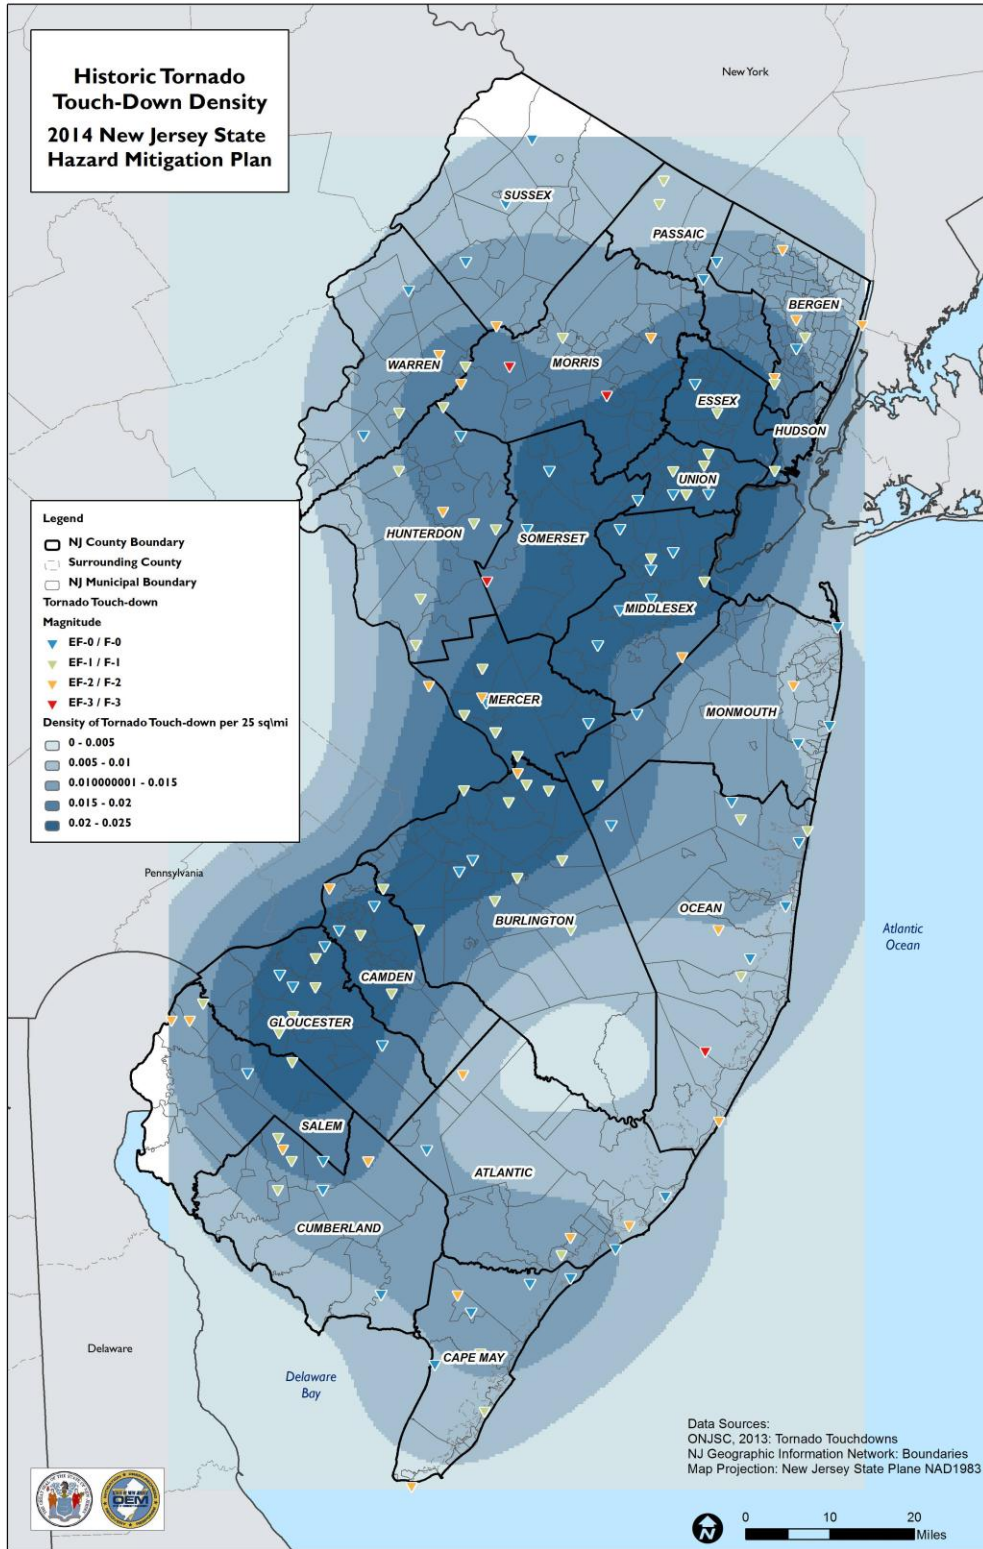 Historic Tornado
Touch-Down Density
2014 New Jersey State
Hazard Mitigation Plan
New York
SUSSEX
PASSAIC
BERGEN
WARREN
MORRIS
ESSEX
HUDSON
UNION
HUNTERDON
SOMERSET
MIDDLESEX
MERCER
MONMOUTH
Legend
NJ County Boundary
Surrounding County
NJ Municipal Boundary
Tornado Touch-down
Magnitude
EF-0 / F-0
EF-1 / F-1
EF-2 / F-2
EF-3 / F-3
Density of Tornado Touch-down per 25 sq\mi
0 - 0.005
0.005 - 0.01
0.010000001 - 0.015
0.015 - 0.02
0.02 - 0.025
Pennsylvania
BURLINGTON
OCEAN
Atlantic
Ocean
CAMDEN
GLOUCESTER
SALEM
ATLANTIC
CUMBERLAND
CAPE MAY
Delaware
Delaware
Bay
Data Sources:
ONJSC, 2013: Tornado Touchdowns
NJ Geographic Information Network: Boundaries
Map Projection: New Jersey State Plane NAD1983
OEM
N
0 10 20
Miles